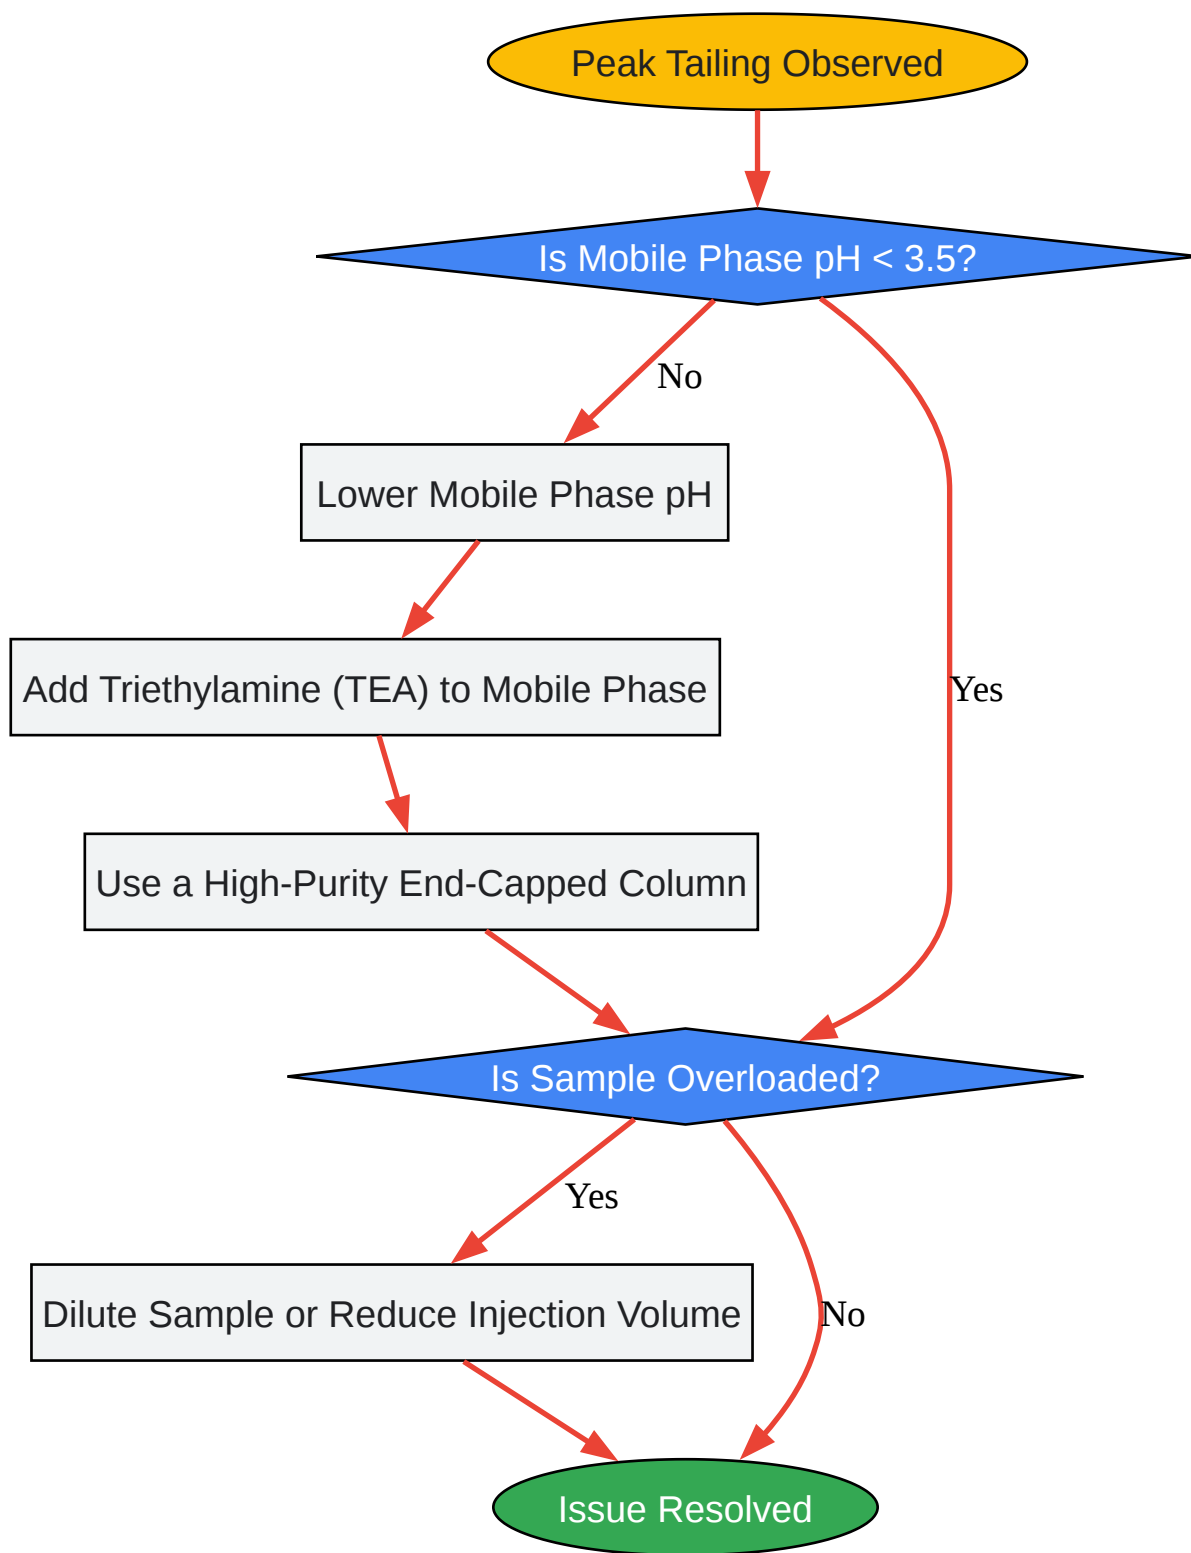 Peak Tailing Observed
Is Mobile Phase pH < 3.5?
No
Lower Mobile Phase pH
Add Triethylamine (TEA) to Mobile Phase
Yes
Use a High-Purity End-Capped Column
Is Sample Overloaded?
Yes
Dilute Sample or Reduce Injection Volume
No
Issue Resolved